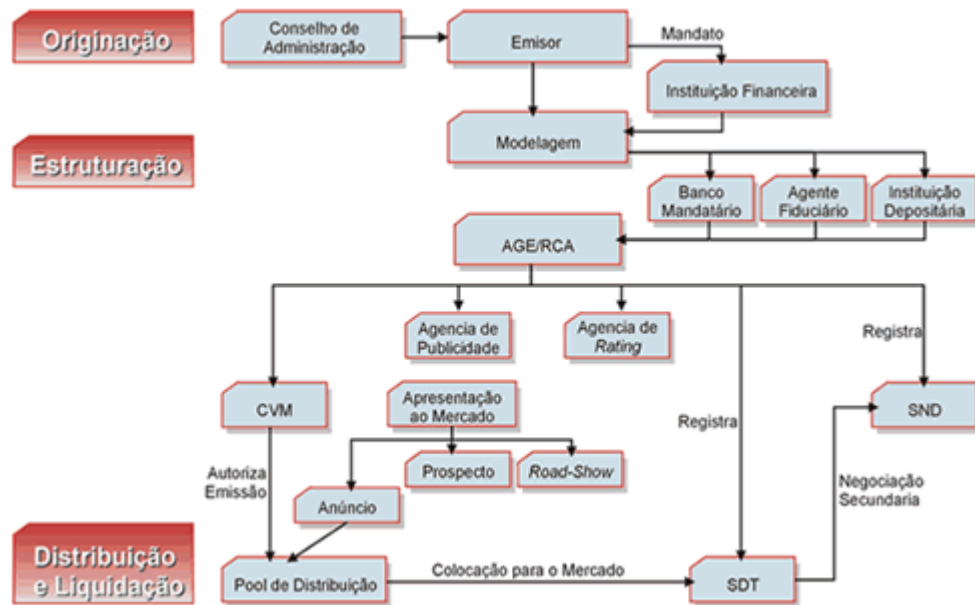 Originação
Conselho de
Administração
Emisor
Mandato
Instituição Financeira
Modelagem
Estruturação
Banco
Mandatário
Agente
Fiduciário
Instituição
Depositária
AGE/RCA
Agencia de
Publicidade
Agencia de
Rating
Registra
CVM
Apresentação
ao Mercado
Registra
SND
Autoriza
Emissão
Prospecto
Road-Show
Negociação
Secundaria
Anúncio
Distribuição
e Liquidação
Pool de Distribuição
Colocação para o Mercado
SDT